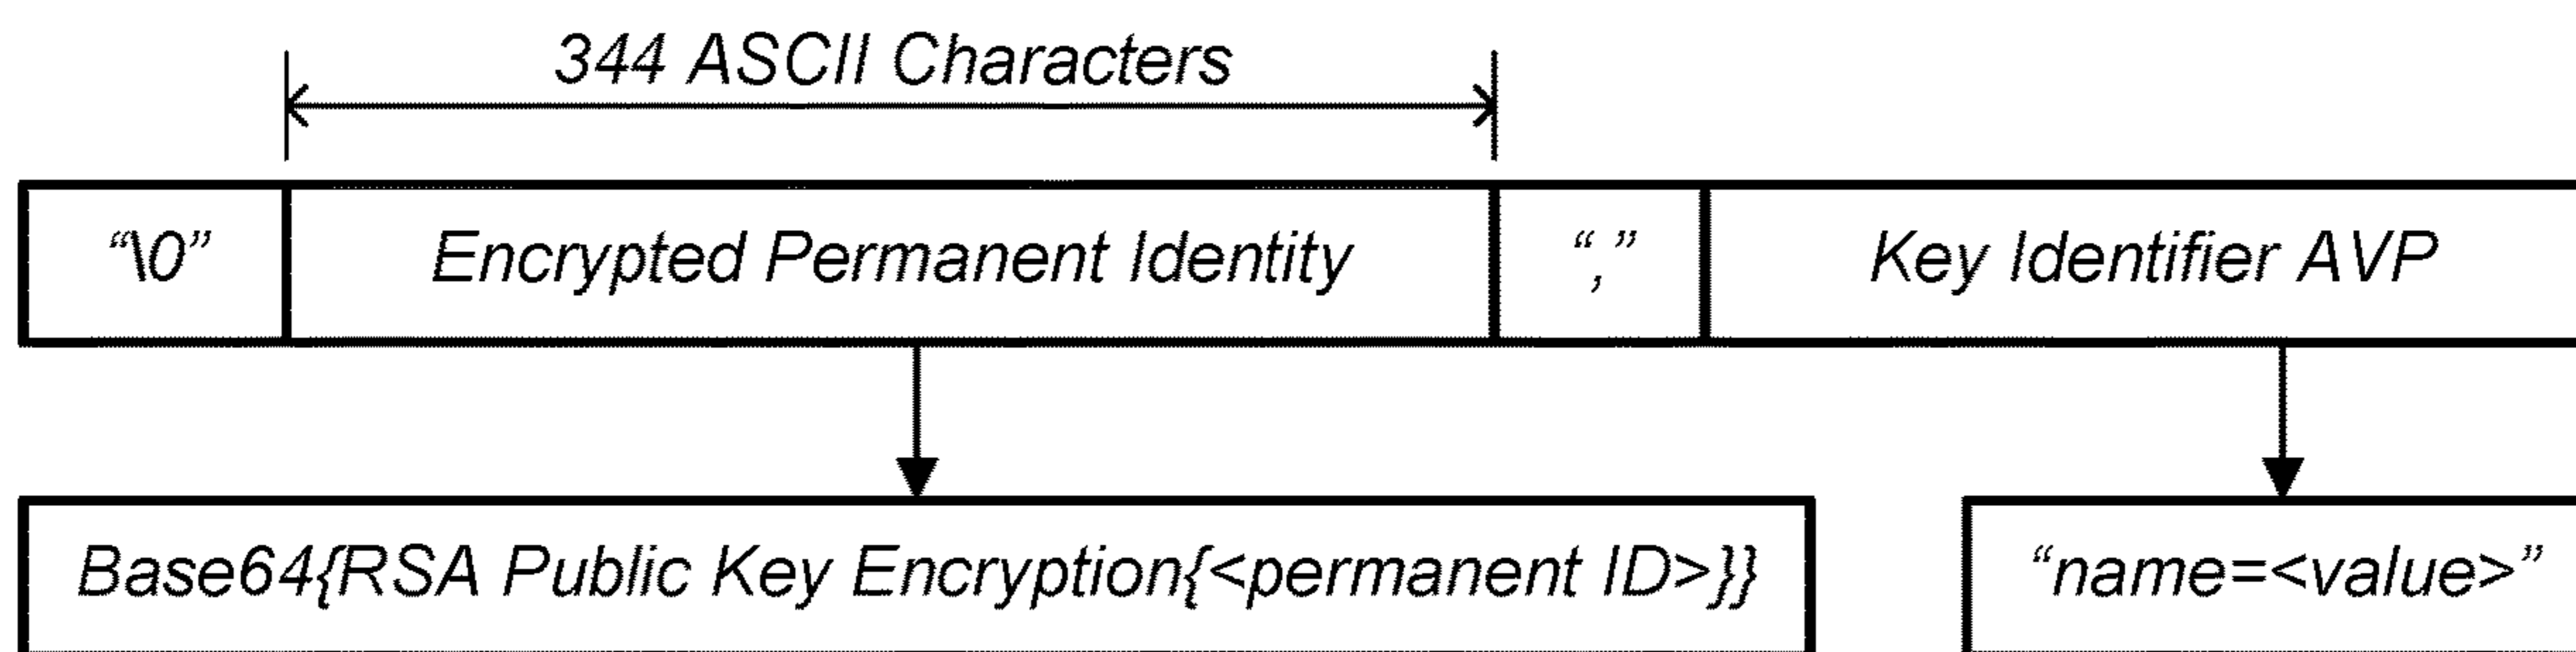 344 ASCII Characters
“\0” Encrypted Permanent Identity “,” Key Identifier AVP
Base64{RSA Public Key Encryption{<permanent ID>}} “name=<value>”